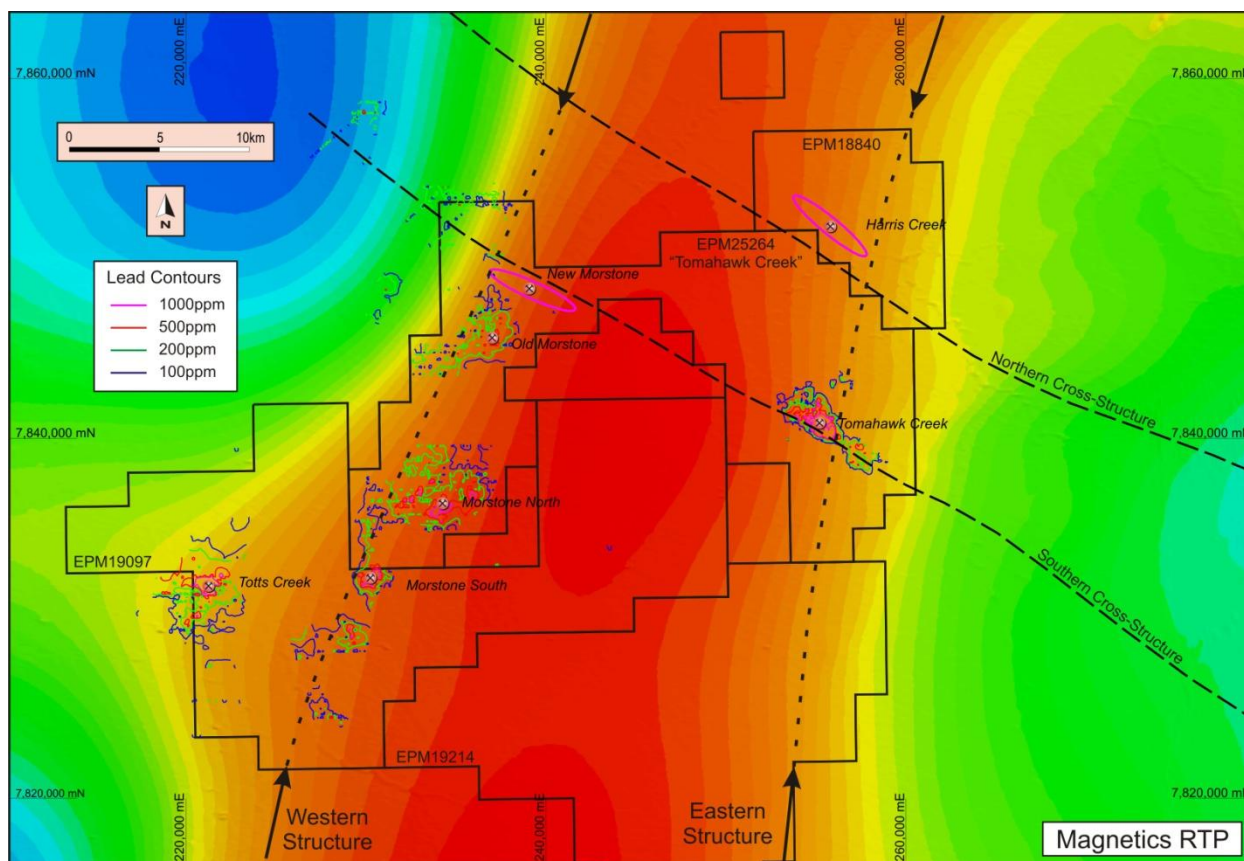 220,000 mE
240,000 mE
260,000 mE
7,860,000 mN
7,860,000 mN
0 5 10km
N
EPM18840
Harris Creek
EPM25264
"Tomahawk Creek"
New Morstone
Lead Contours
1000ppm
500ppm
200ppm
100ppm
Old Morstone
Northern Cross-Structure
7,840,000 mN
7,840,000 mN
Tomahawk Creek
Morstone North
EPM19097
Totts Creek
Morstone South
Southern Cross-Structure
EPM19214
7,820,000 mN
7,820,000 mN
220,000 mE
Western
Structure
240,000 mE
Eastern
Structure
260,000 mE
Magnetics RTP